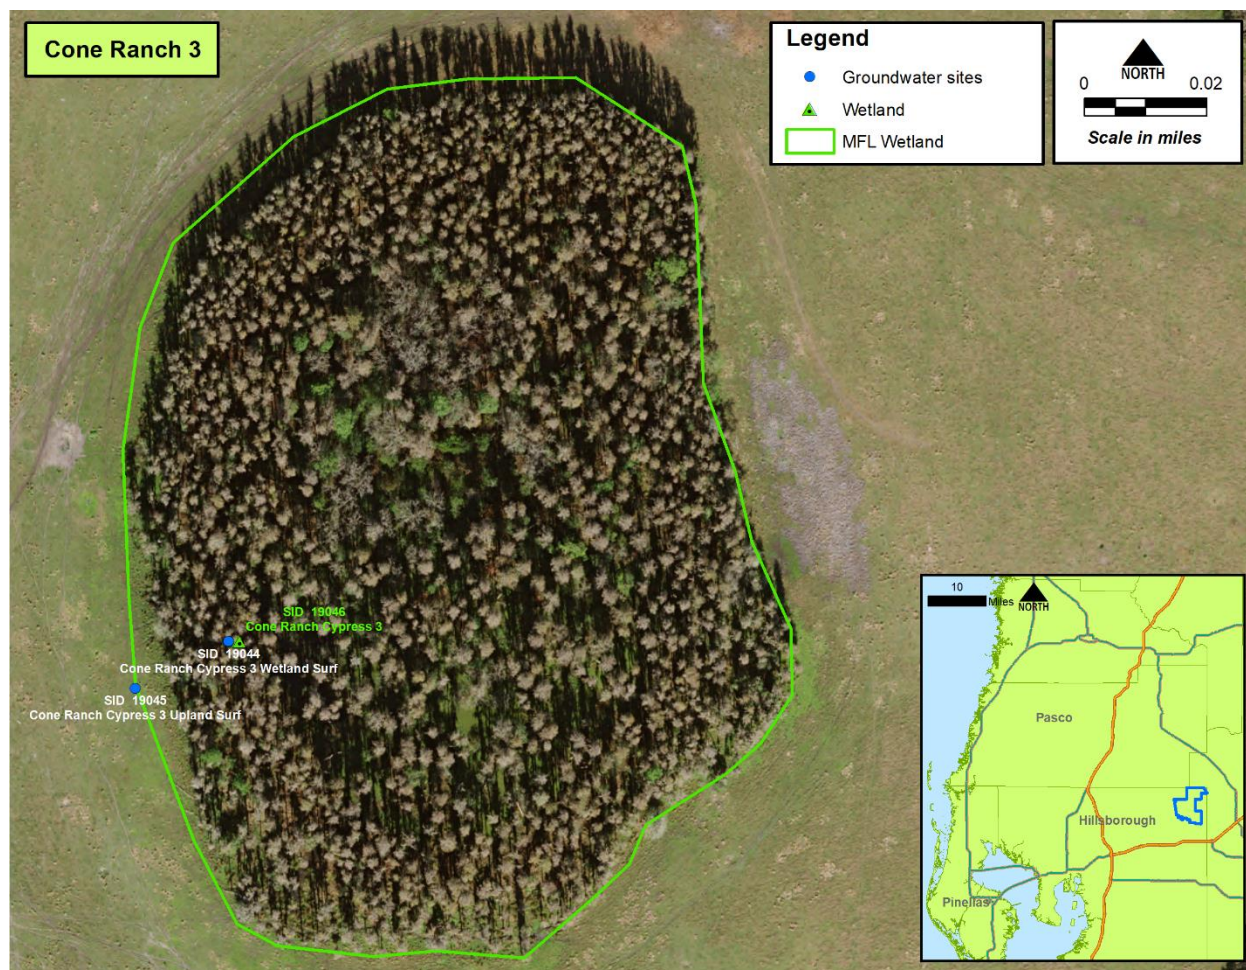 Cone Ranch 3
Legend
Groundwater sites
Wetland
MFL Wetland
NORTH
0 0.02
Scale in miles
SID 19046
Cone Ranch Cypress 3
SID 19044
Cone Ranch Cypress 3 Wetland Surf
SID 19045
Cone Ranch Cypress 3 Upland Surf
10
Miles
NORTH
Pasco
Hillsborough
Pinellas